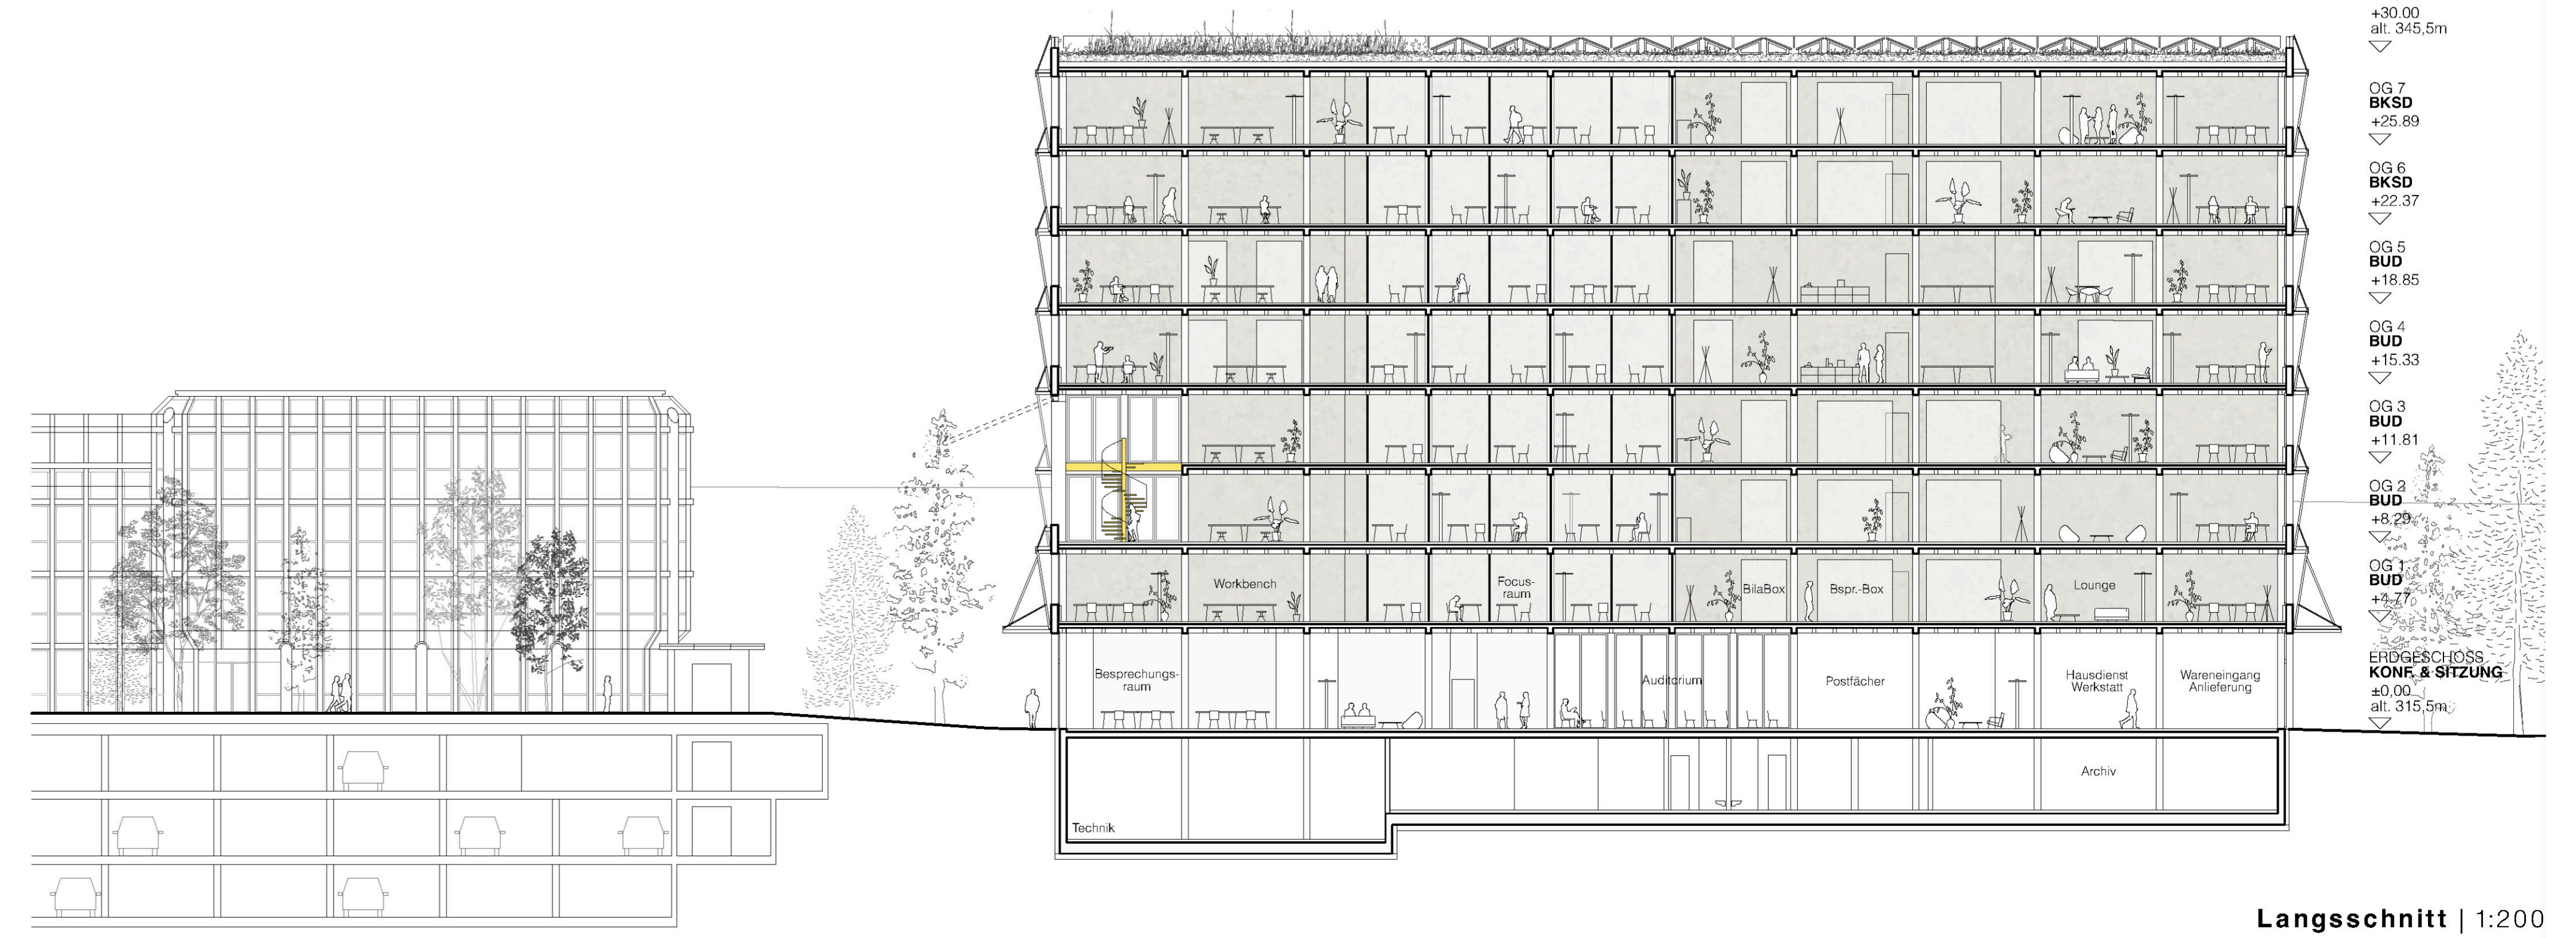 +30.00
alt. 345,5m
OG 7
BKSD
+25.89
OG 6
BKSD
+22.37
OG 5
BUD
+18.85
OG 4
BUD
+15.33
OG 3
BUD
+11.81
OG 2
BUD
+8.29
OG 1
BUD
+4.77
Workbench
Focus-
raum
BilaBox
Bspr.-Box
Lounge
ERDGESCHOSS
KONF. & SITZUNG
±0,00
alt. 315,5m
Besprechungs-
raum
Auditorium
Postfächer
Hausdienst
Werkstatt
Wareneingang
Anlieferung
Archiv
Technik
Langsschnitt | 1:200